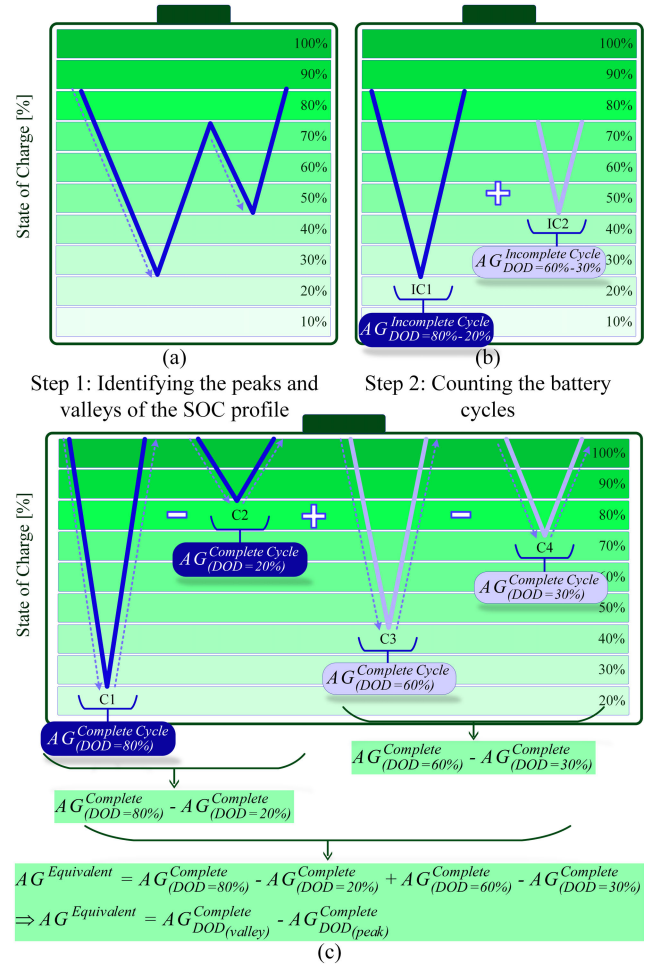 State of Charge [%]
100%
90%
80%
70%
60%
50%
40%
30%
20%
10%
(a)
Step 1: Identifying the peaks and
valleys of the SOC profile
100%
90%
80%
70%
60%
50%
40%
30%
20%
10%
+
IC2
AG Incomplete Cycle DOD=60%-30%
IC1
AG Incomplete Cycle DOD=80%-20%
(b)
Step 2: Counting the battery
cycles
State of Charge [%]
100%
90%
80%
70%
60%
50%
40%
30%
20%
- + -
C2
AG Complete Cycle (DOD=20%)
C4
AG Complete Cycle (DOD=30%)
C3
AG Complete Cycle (DOD=60%)
C1
AG Complete Cycle (DOD=80%)
AG Complete (DOD=60%) - AG Complete (DOD=30%)
AG Complete (DOD=80%) - AG Complete (DOD=20%)
AG Equivalent = AG Complete (DOD=80%) - AG Complete (DOD=20%) + AG Complete (DOD=60%) - AG Complete (DOD=30%)
⇒ AG Equivalent = AG Complete DOD(valley) - AG Complete DOD(peak)
(c)